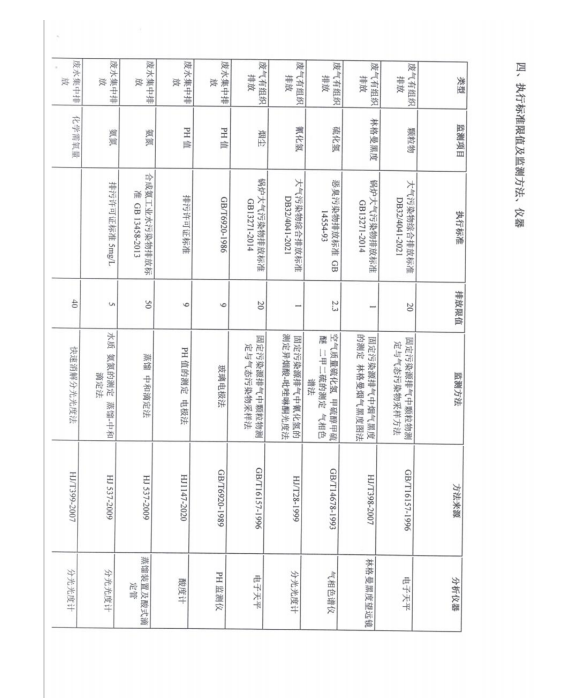 四、执行标准限值及监测方法、仪器
类型 监测项目 执行标准 排放限值 监测方法 方法来源 分析仪器
废气有组织
排放
颗粒物
大气污染物综合排放标准
DB32/4041-2021
20
固定污染源排气中颗粒物测
定与气态污染物采样方法
GB/T16157-1996
电子天平
废气有组织
排放
林格曼黑度
锅炉大气污染物排放标准
GB13271-2014
1
固定污染源排气中烟气黑度
的测定 林格曼烟气黑度图法
HJ/T398-2007
林格曼黑度望远镜
废气有组织
排放
硫化氢
恶臭污染物排放标准 GB
14554-93
2.3
空气质量硫化氢 甲硫醇甲硫
醚 二甲二硫的测定 气相色
谱法
GB/T14678-1993
气相色谱仪
废气有组织
排放
氰化氢
大气污染物综合排放标准
DB32/4041-2021
1
固定污染源排气中氰化氢的
测定异烟酸-吡唑啉酮光度法
HJ/T28-1999
分光光度计
废气有组织
排放
烟尘
锅炉大气污染物排放标准
GB13271-2014
20
固定污染源排气中颗粒物测
定与气态污染物采样法
GB/T16157-1996
电子天平
废水集中排
放
PH 值
GB/T6920-1986
9
玻璃电极法
GB/T6920-1989
PH 监测仪
废水集中排
放
PH 值
排污许可证标准
9
PH 值的测定 电极法
HJ1147-2020
酸度计
废水集中排
放
氨氮
合成氨工业水污染物排放标
准 GB 13458-2013
50
蒸馏 中和滴定法
HJ 537-2009
蒸馏装置及酸式滴
定管
废水集中排
放
氨氮
排污许可证标准 5mg/L
5
水质 氨氮的测定 蒸馏-中和
滴定法
HJ 537-2009
分光光度计
废水集中排
放
化学需氧量
40
快速消解分光光度法
HJ/T399-2007
分光光度计